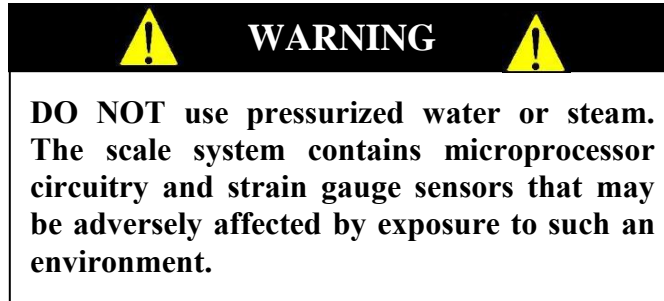 WARNING
DO NOT use pressurized water or steam.
The scale system contains microprocessor
circuitry and strain gauge sensors that may
be adversely affected by exposure to such an
environment.